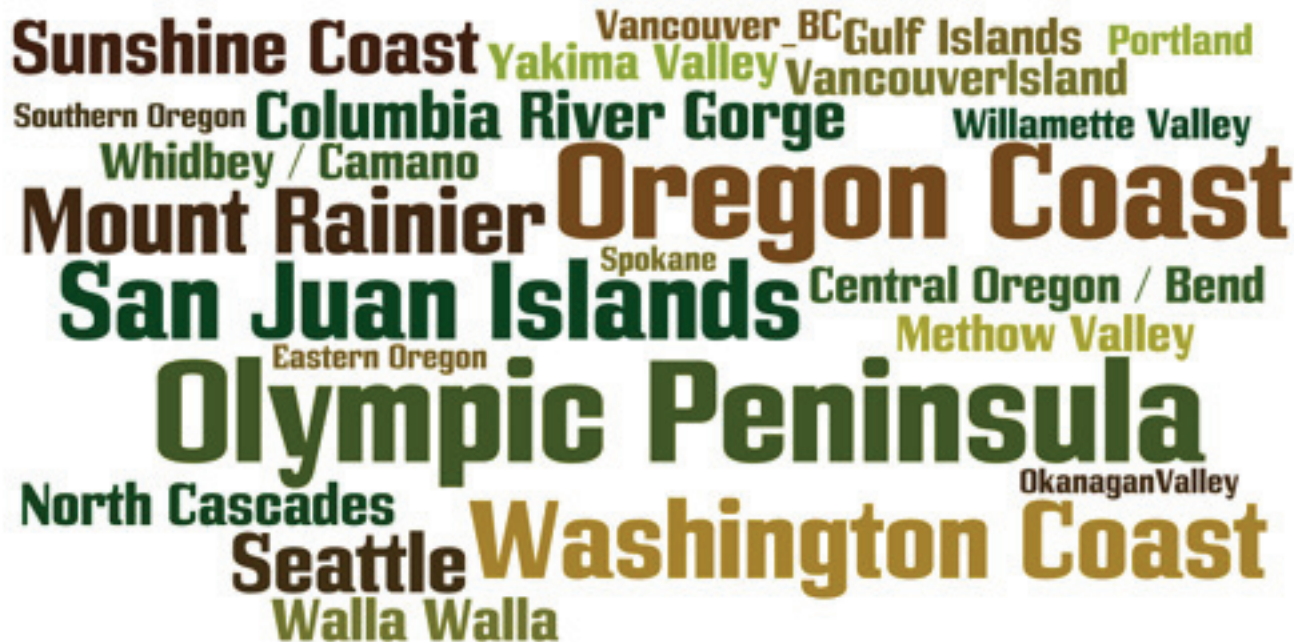 Sunshine Coast
Vancouver_BC
Gulf Islands
Portland
Yakima Valley
VancouverIsland
Southern Oregon
Columbia River Gorge
Willamette Valley
Whidbey / Camano
Oregon Coast
Mount Rainier
Spokane
San Juan Islands
Central Oregon / Bend
Methow Valley
Eastern Oregon
Olympic Peninsula
OkanaganValley
North Cascades
Washington Coast
Seattle
Walla Walla